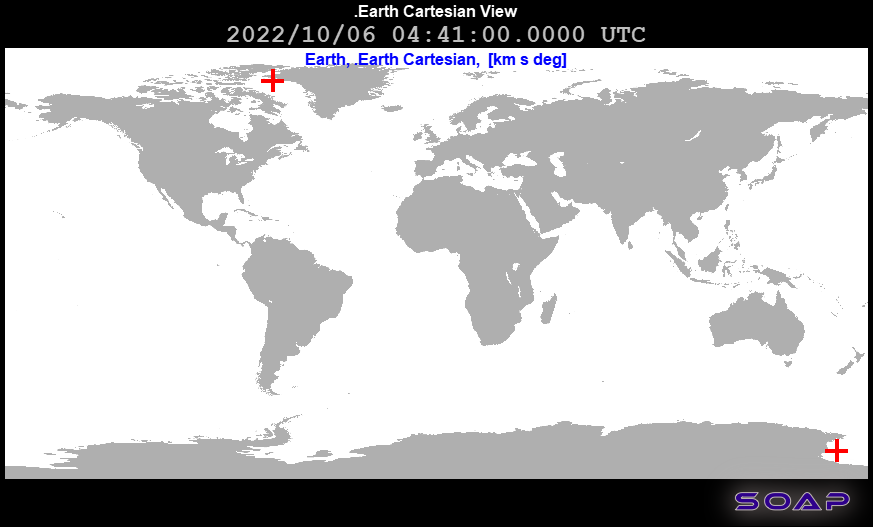 .Earth Cartesian View
2022/10/06 04:41:00.0000 UTC
Earth, .Earth Cartesian, [km s deg]
SOAP